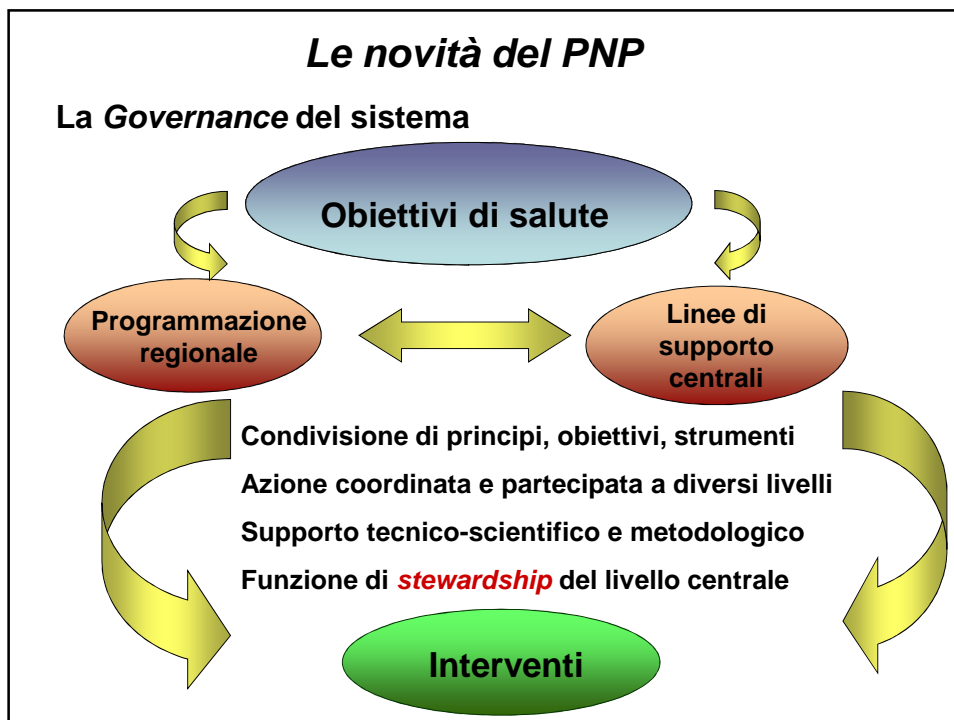 Le novità del PNP
La Governance del sistema
Obiettivi di salute
Programmazione
regionale
Linee di
supporto
centrali
Condivisione di principi, obiettivi, strumenti
Azione coordinata e partecipata a diversi livelli
Supporto tecnico-scientifico e metodologico
Funzione di stewardship del livello centrale
Interventi